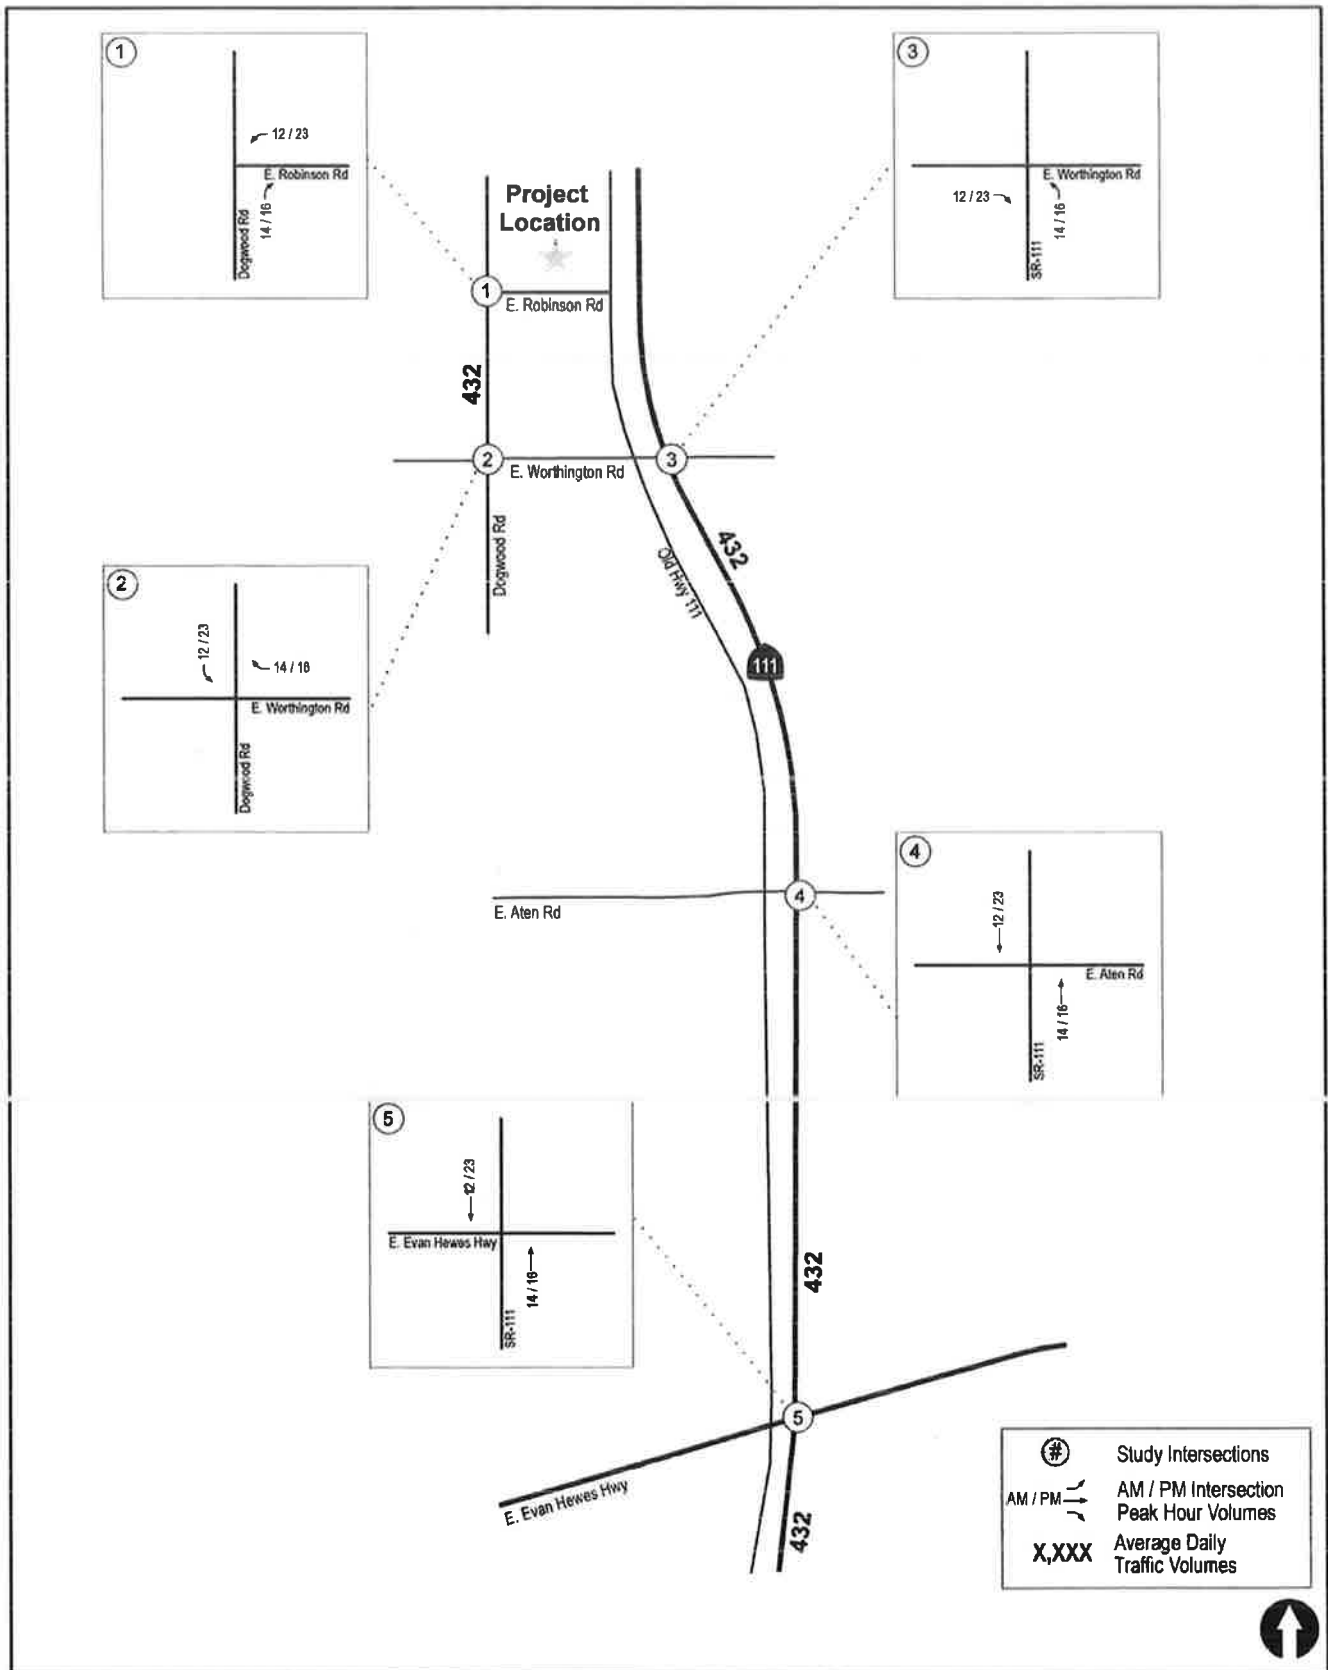 1
12 / 23
E. Robinson Rd
14 / 16
Dogwood Rd
3
E. Worthington Rd
12 / 23
14 / 16
SR-111
Project
Location
1
E. Robinson Rd
432
2
E. Worthington Rd
3
Dogwood Rd
432
Old Hwy 111
111
2
12 / 23
14 / 16
E. Worthington Rd
Dogwood Rd
E. Aten Rd
4
4
12 / 23
E. Aten Rd
14 / 16
SR-111
5
12 / 23
E. Evan Hewes Hwy
14 / 16
SR-111
432
5
E. Evan Hewes Hwy
432
# Study Intersections
AM / PM AM / PM Intersection
Peak Hour Volumes
X,XXX Average Daily
Traffic Volumes